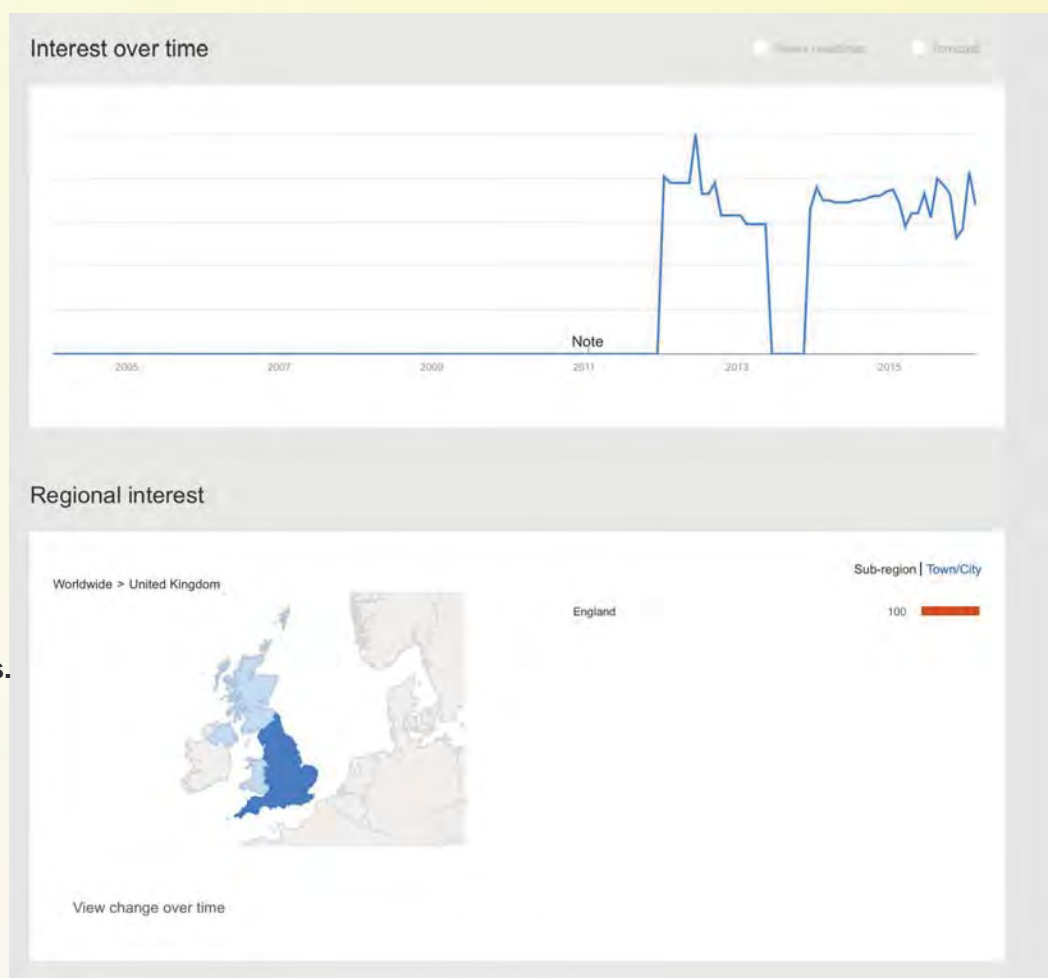 Interest over time
Note
2005
2007
2009
2011
2013
2015
Regional interest
Sub-region | Town/City
Worldwide > United Kingdom
England
100
s.
View change over time